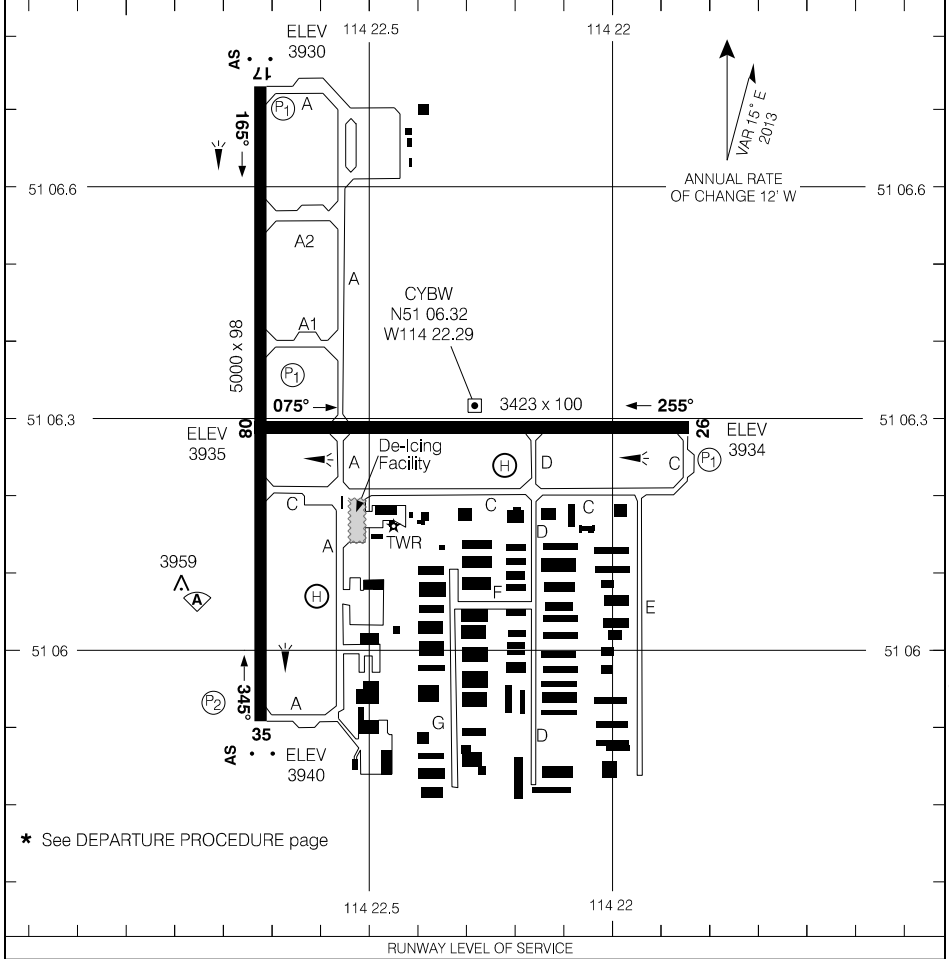 ELEV
3930
114 22.5
114 22
AS
17
P1
A
165°
VAR 15° E
2013
ANNUAL RATE
OF CHANGE 12' W
51 06.6
51 06.6
A2
A
CYBW
N51 06.32
W114 22.29
A1
5000 x 98
P1
075°
3423 x 100
255°
51 06.3
51 06.3
08
26
ELEV
3935
ELEV
3934
De-Icing
Facility
A
H
D
C
P1
C
I
C
C
A
TWR
D
3959
A
H
F
E
51 06
51 06
P2
345°
A
G
D
35
AS
ELEV
3940
* See DEPARTURE PROCEDURE page
114 22.5
114 22
RUNWAY LEVEL OF SERVICE